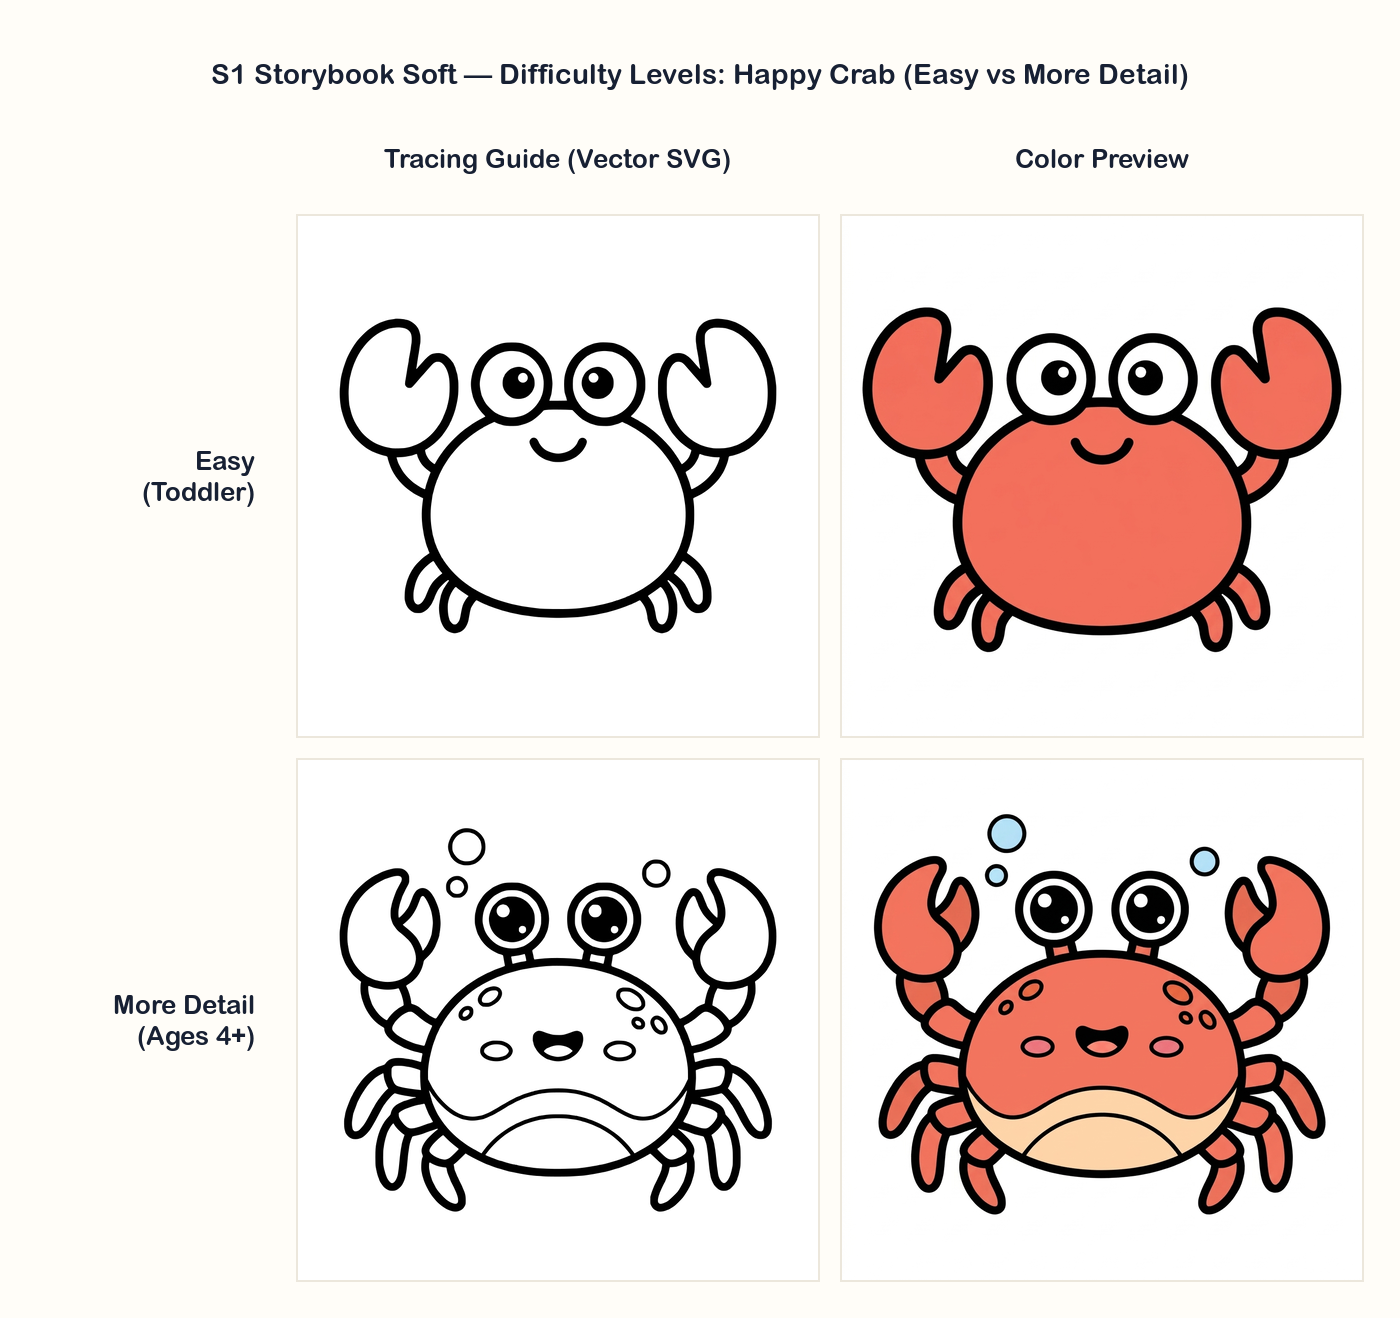 S1 Storybook Soft — Difficulty Levels: Happy Crab (Easy vs More Detail)
Tracing Guide (Vector SVG)
Color Preview
Easy
(Toddler)
More Detail
(Ages 4+)